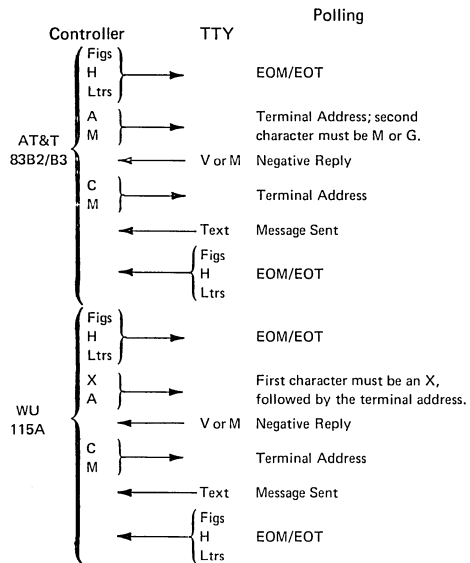 Polling
Controller TTY
Figs
H EOM/EOT
Ltrs
A Terminal Address; second
M character must be M or G.
AT&T
83B2/B3
V or M Negative Reply
C
M Terminal Address
Text Message Sent
Figs
H EOM/EOT
Ltrs
Figs
H EOM/EOT
Ltrs
X First character must be an X,
A followed by the terminal address.
WU
115A
V or M Negative Reply
C
M Terminal Address
Text Message Sent
Figs
H EOM/EOT
Ltrs